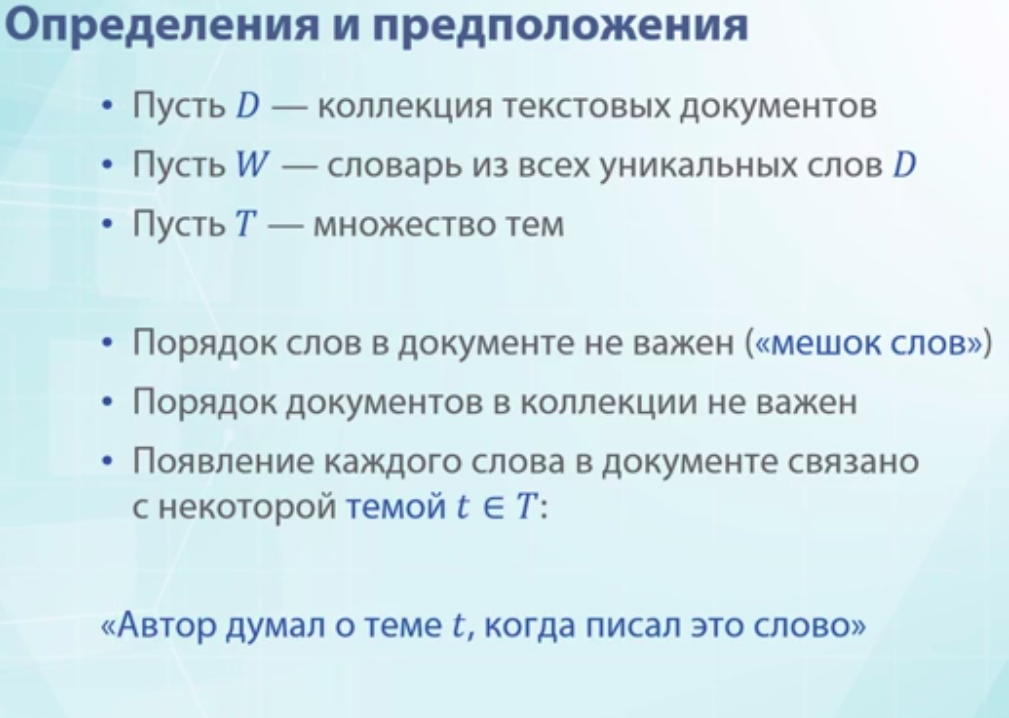 Определения и предположения
• Пусть D — коллекция текстовых документов
• Пусть W — словарь из всех уникальных слов D
• Пусть T — множество тем
• Порядок слов в документе не важен («мешок слов»)
• Порядок документов в коллекции не важен
• Появление каждого слова в документе связано
с некоторой темой t ∈ T:
«Автор думал о теме t, когда писал это слово»